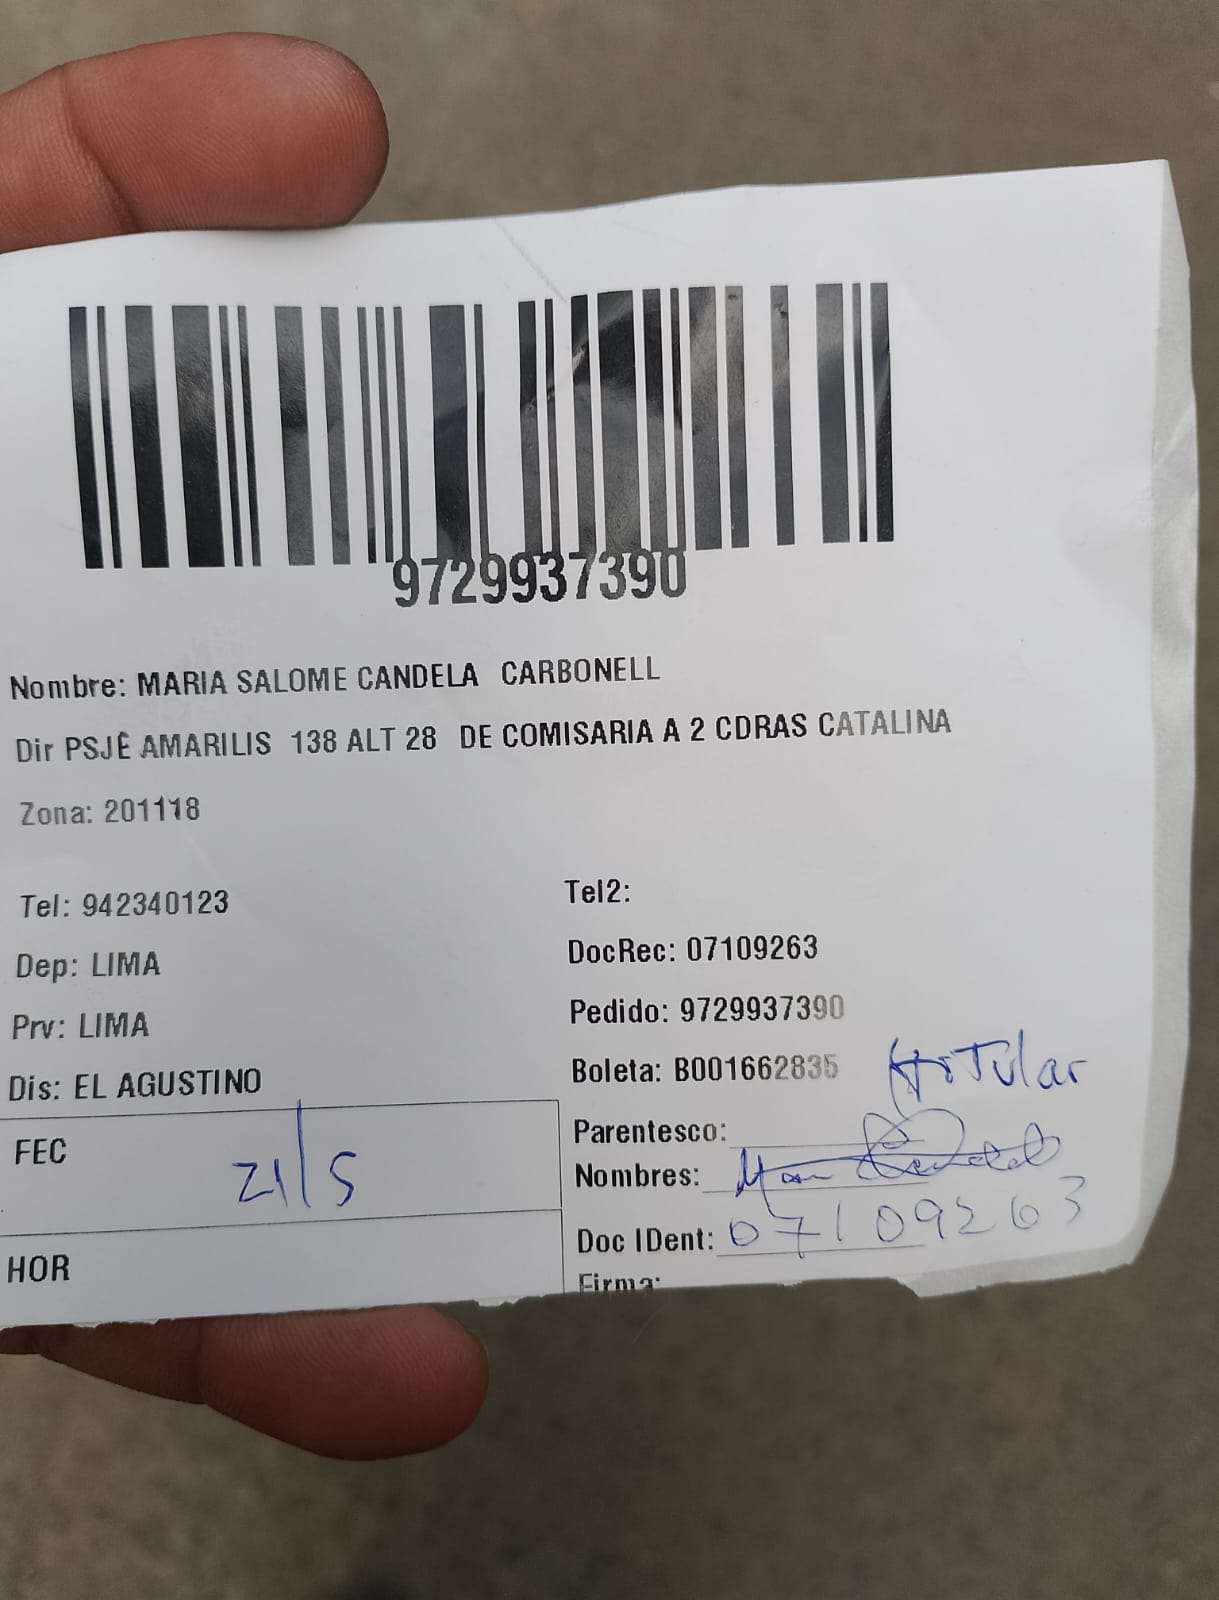 9729937390
Nombre: MARIA SALOME CANDELA CARBONELL
Dir PSJE AMARILIS 138 ALT 28 DE COMISARIA A 2 CDRAS CATALINA
Zona: 201118
Tel: 942340123
Tel2:
Dep: LIMA
DocRec: 07109263
Prv: LIMA
Pedido: 9729937390
Dis: EL AGUSTINO
Boleta: B001662835
Titular
FEC
21/5
Parentesco:
Nombres:
HOR
Doc IDent: 07109263
Firma: